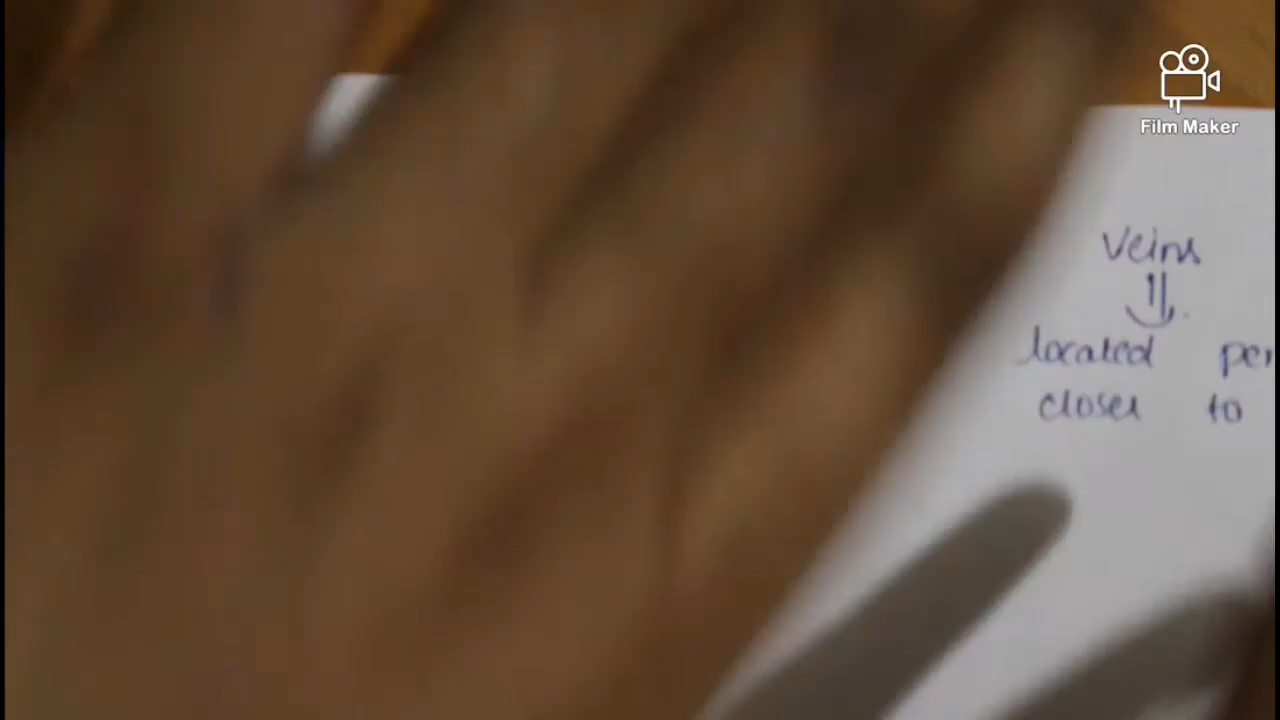 Film Maker
Veins
located
closer to